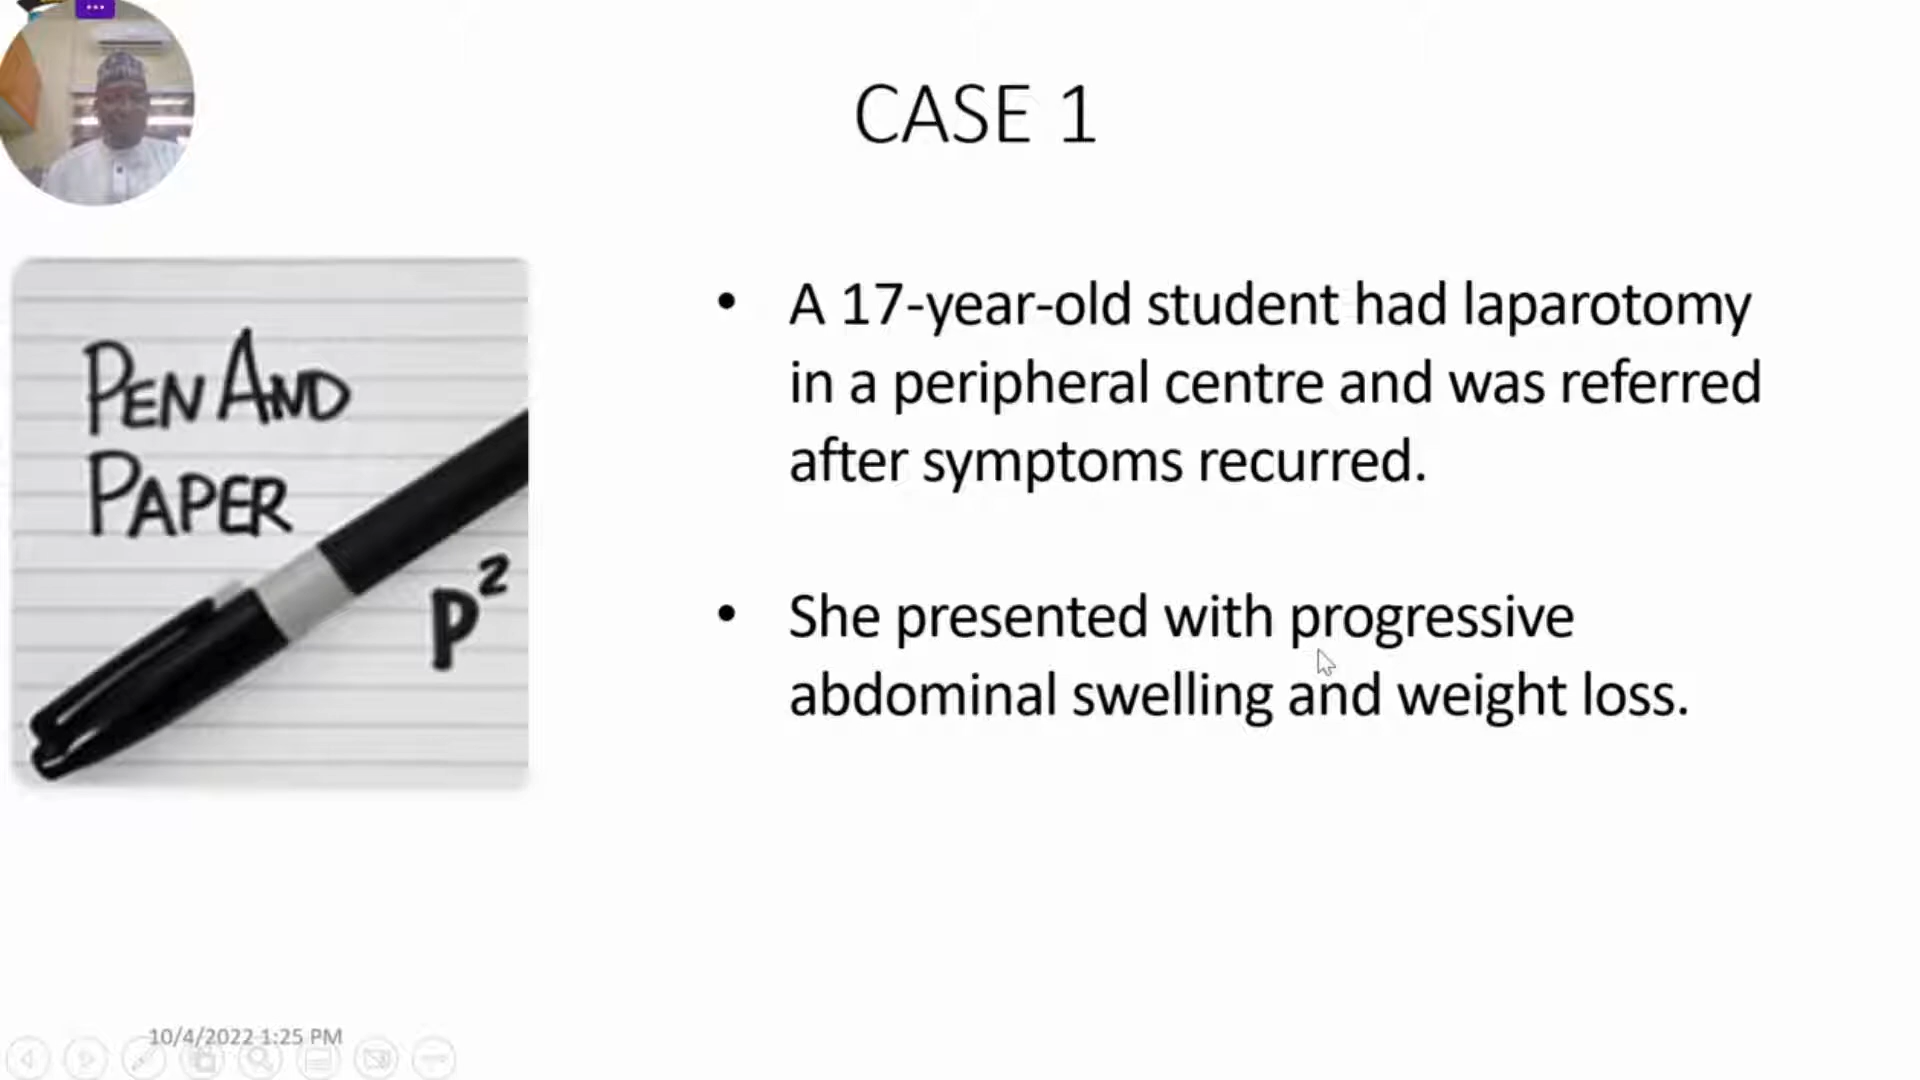 CASE 1
PEN AND
PAPER
P²
• A 17-year-old student had laparotomy
in a peripheral centre and was referred
after symptoms recurred.
• She presented with progressive
abdominal swelling and weight loss.
10/4/2022 1:25 PM